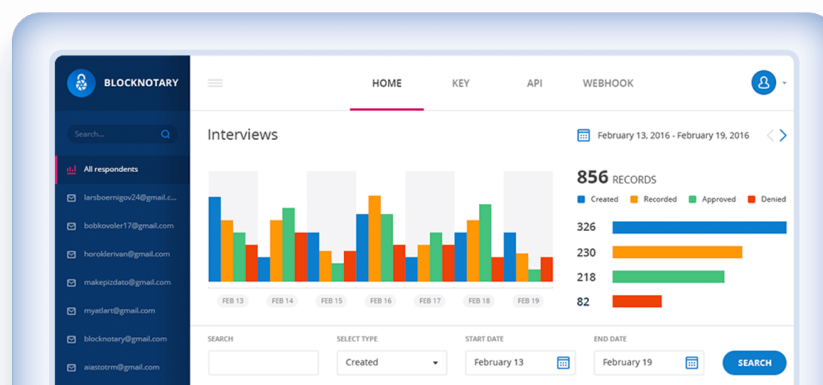 BLOCKNOTARY
HOME KEY API WEBHOOK
Search...
All respondents
larsboernigov24@gmail.c...
bobkovoler17@gmail.com
horoklerivan@gmail.com
makepizdato@gmail.com
myatlart@gmail.com
blocknotary@gmail.com
aiastotrm@gmail.com
Interviews
February 13, 2016 - February 19, 2016
FEB 13 FEB 14 FEB 15 FEB 16 FEB 17 FEB 18 FEB 19
856 RECORDS
Created Recorded Approved Denied
326
230
218
82
SEARCH SELECT TYPE START DATE END DATE
Created February 13 February 19 SEARCH